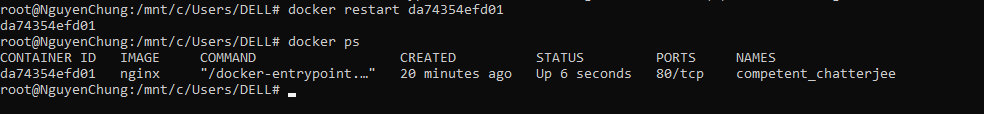 root@NguyenChung:/mnt/c/Users/DELL# docker restart da74354efd01
da74354efd01
root@NguyenChung:/mnt/c/Users/DELL# docker ps
CONTAINER ID   IMAGE     COMMAND                  CREATED          STATUS         PORTS     NAMES
da74354efd01   nginx     "/docker-entrypoint.…"   20 minutes ago   Up 6 seconds   80/tcp    competent_chatterjee
root@NguyenChung:/mnt/c/Users/DELL#